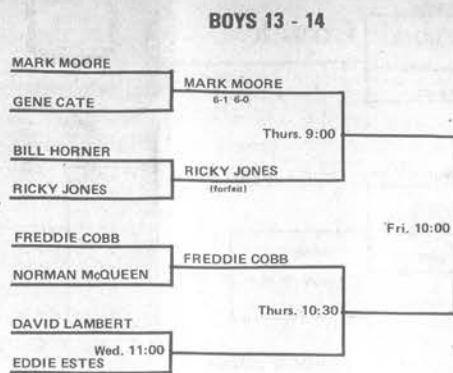 BOYS 13 - 14
MARK MOORE
MARK MOORE
6-1 6-0
GENE CATE
Thurs. 9:00
BILL HORNER
RICKY JONES
(forfeit)
RICKY JONES
Fri. 10:00
FREDDIE COBB
FREDDIE COBB
NORMAN McQUEEN
Thurs. 10:30
DAVID LAMBERT
Wed. 11:00
EDDIE ESTES